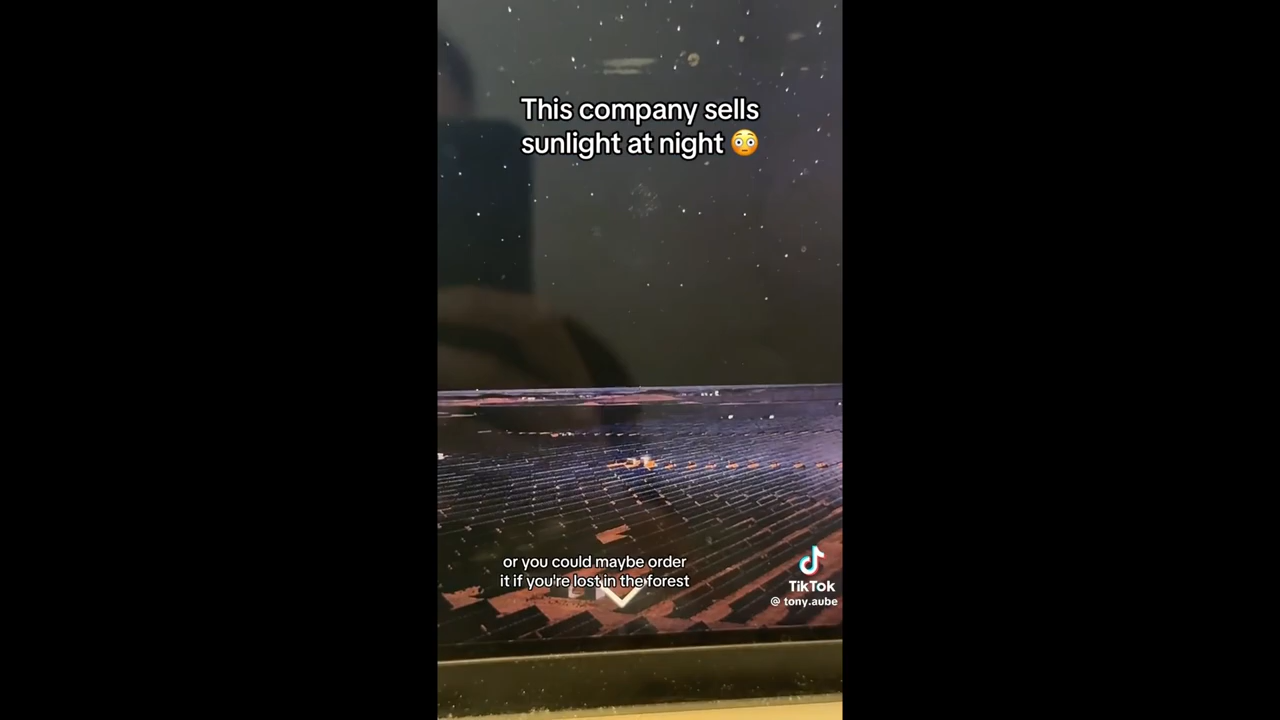 This company sells
sunlight at night 😳
or you could maybe order
it if you're lost in the forest
TikTok
@ tony.aube